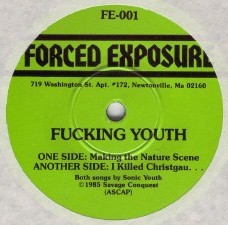 FE-001
FORCED EXPOSURE
719 Washington St. Apt. #172, Newtonville, Ma 02160
FUCKING YOUTH
ONE SIDE: Making the Nature Scene
ANOTHER SIDE: I Killed Christgau. . .
Both songs by Sonic Youth
©1985 Savage Conquest
(ASCAP)